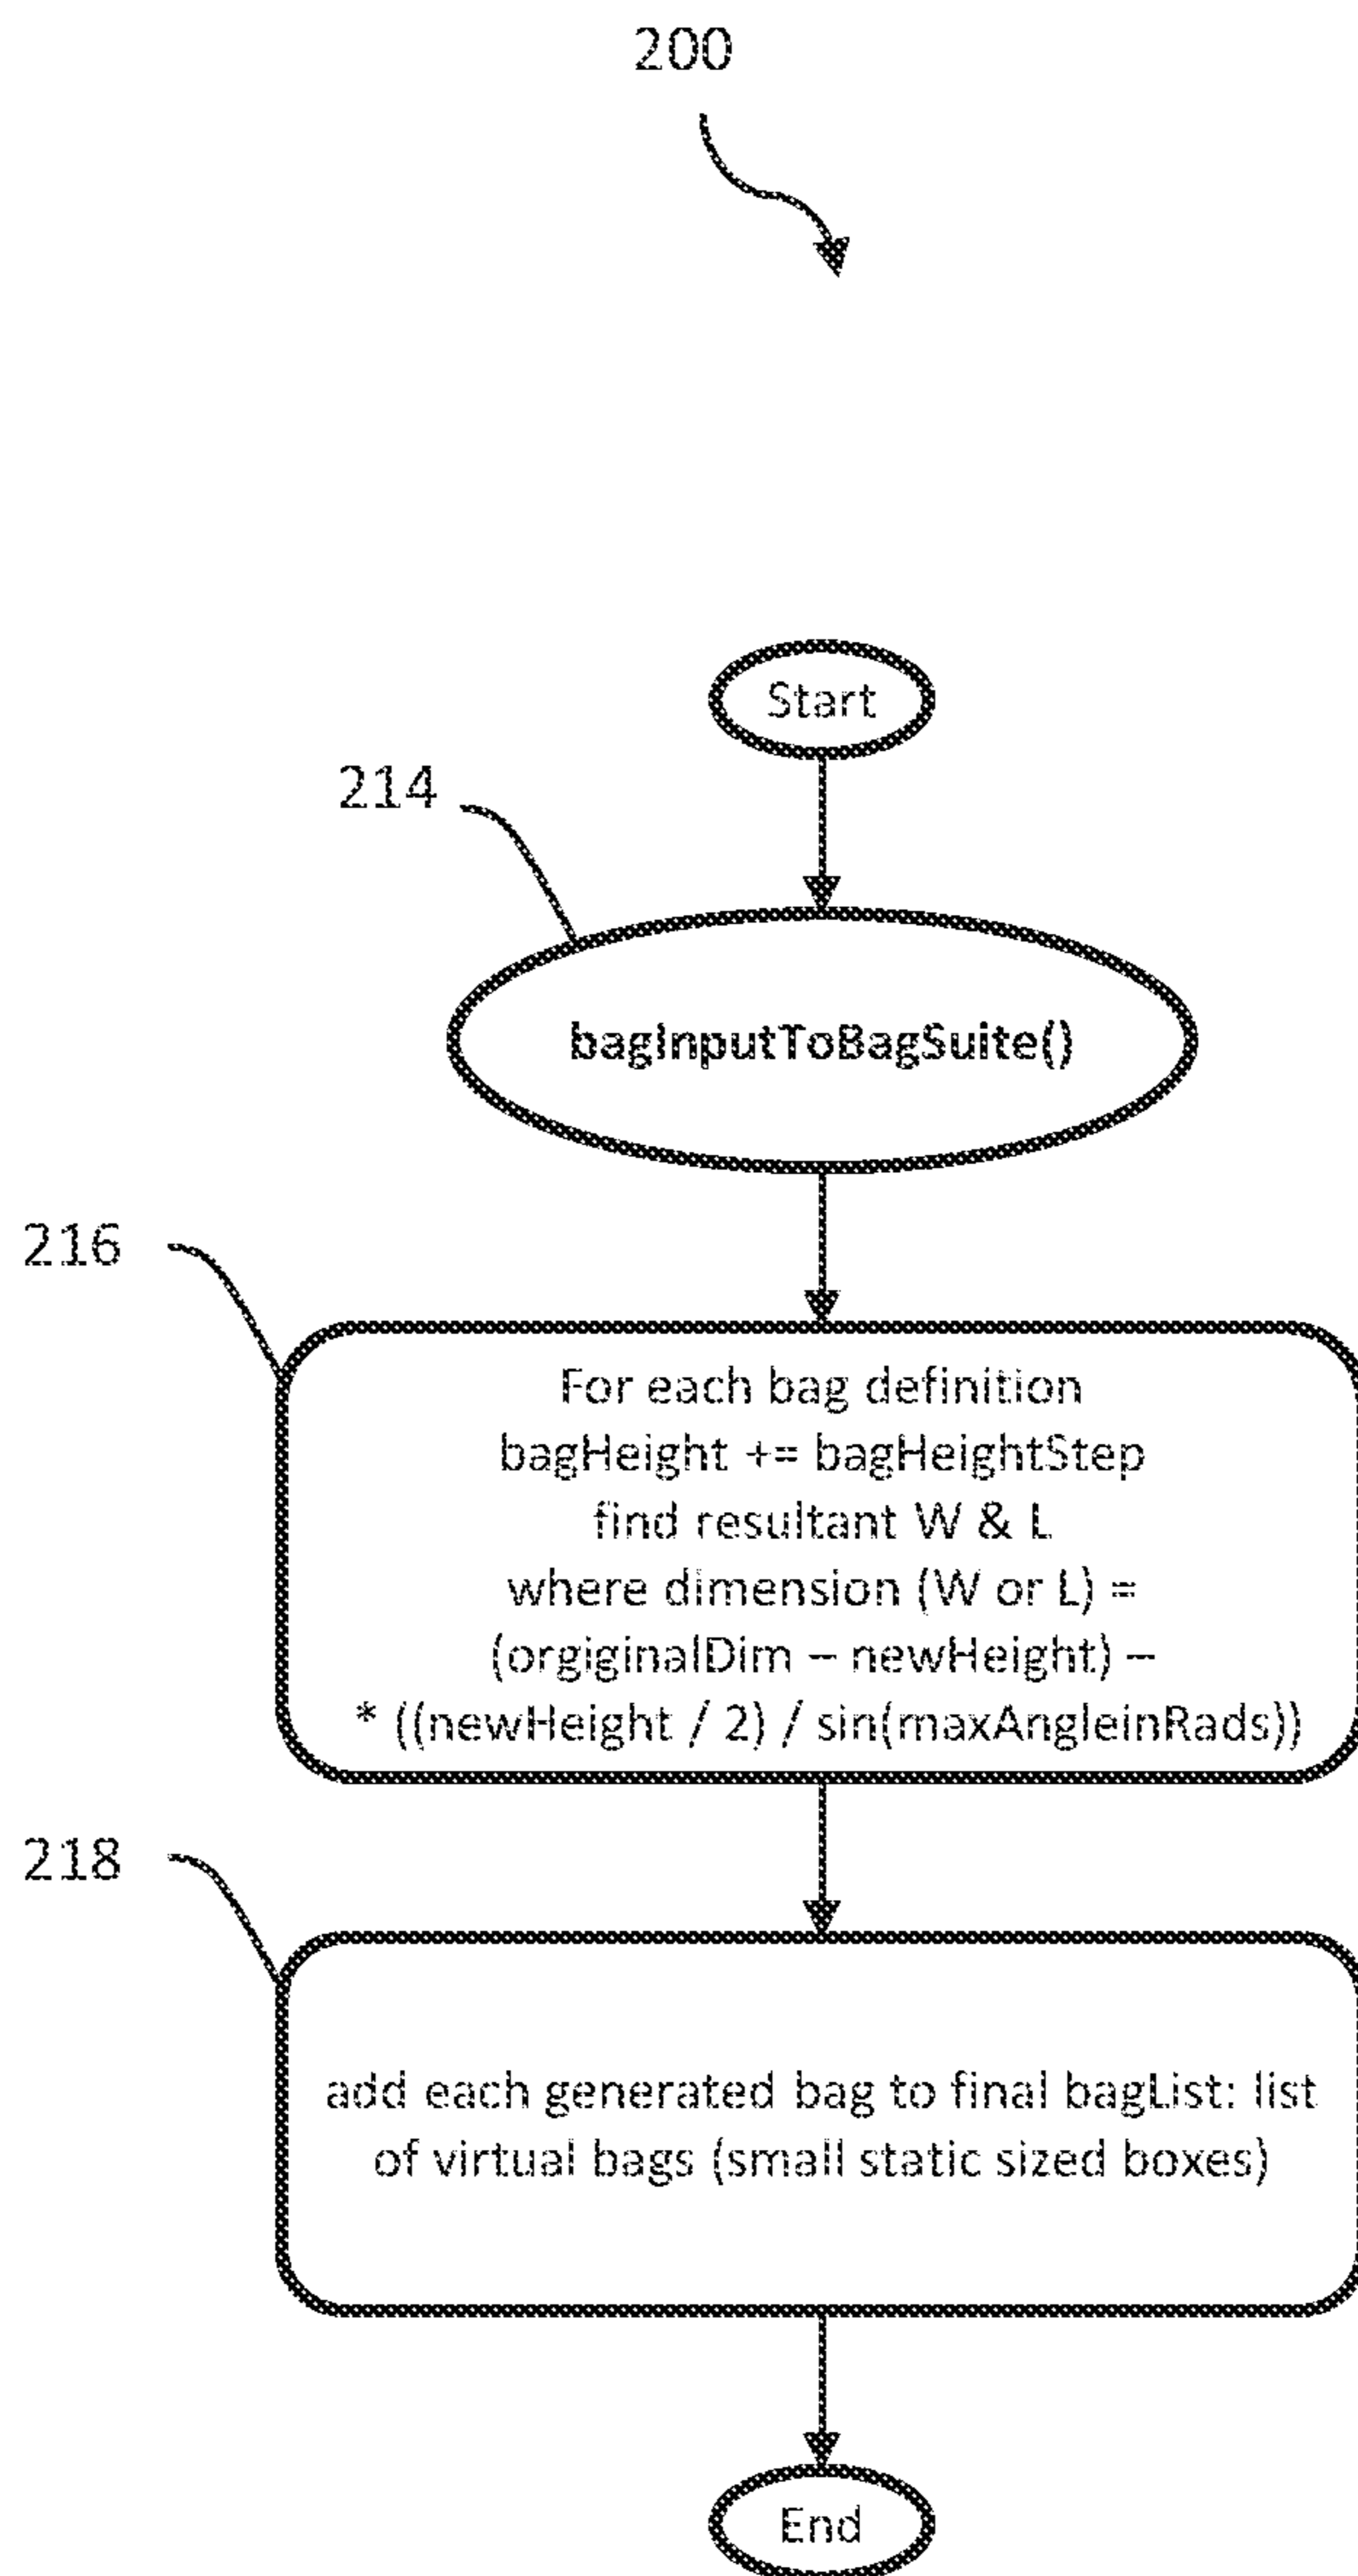 200
Start
214
bagInputToBagSuite()
216
For each bag definition
bagHeight += bagHeightStep
find resultant W & L
where dimension (W or L) =
(orgiginalDim – newHeight) –
* ((newHeight / 2) / sin(maxAngleinRads))
218
add each generated bag to final bagList: list
of virtual bags (small static sized boxes)
End